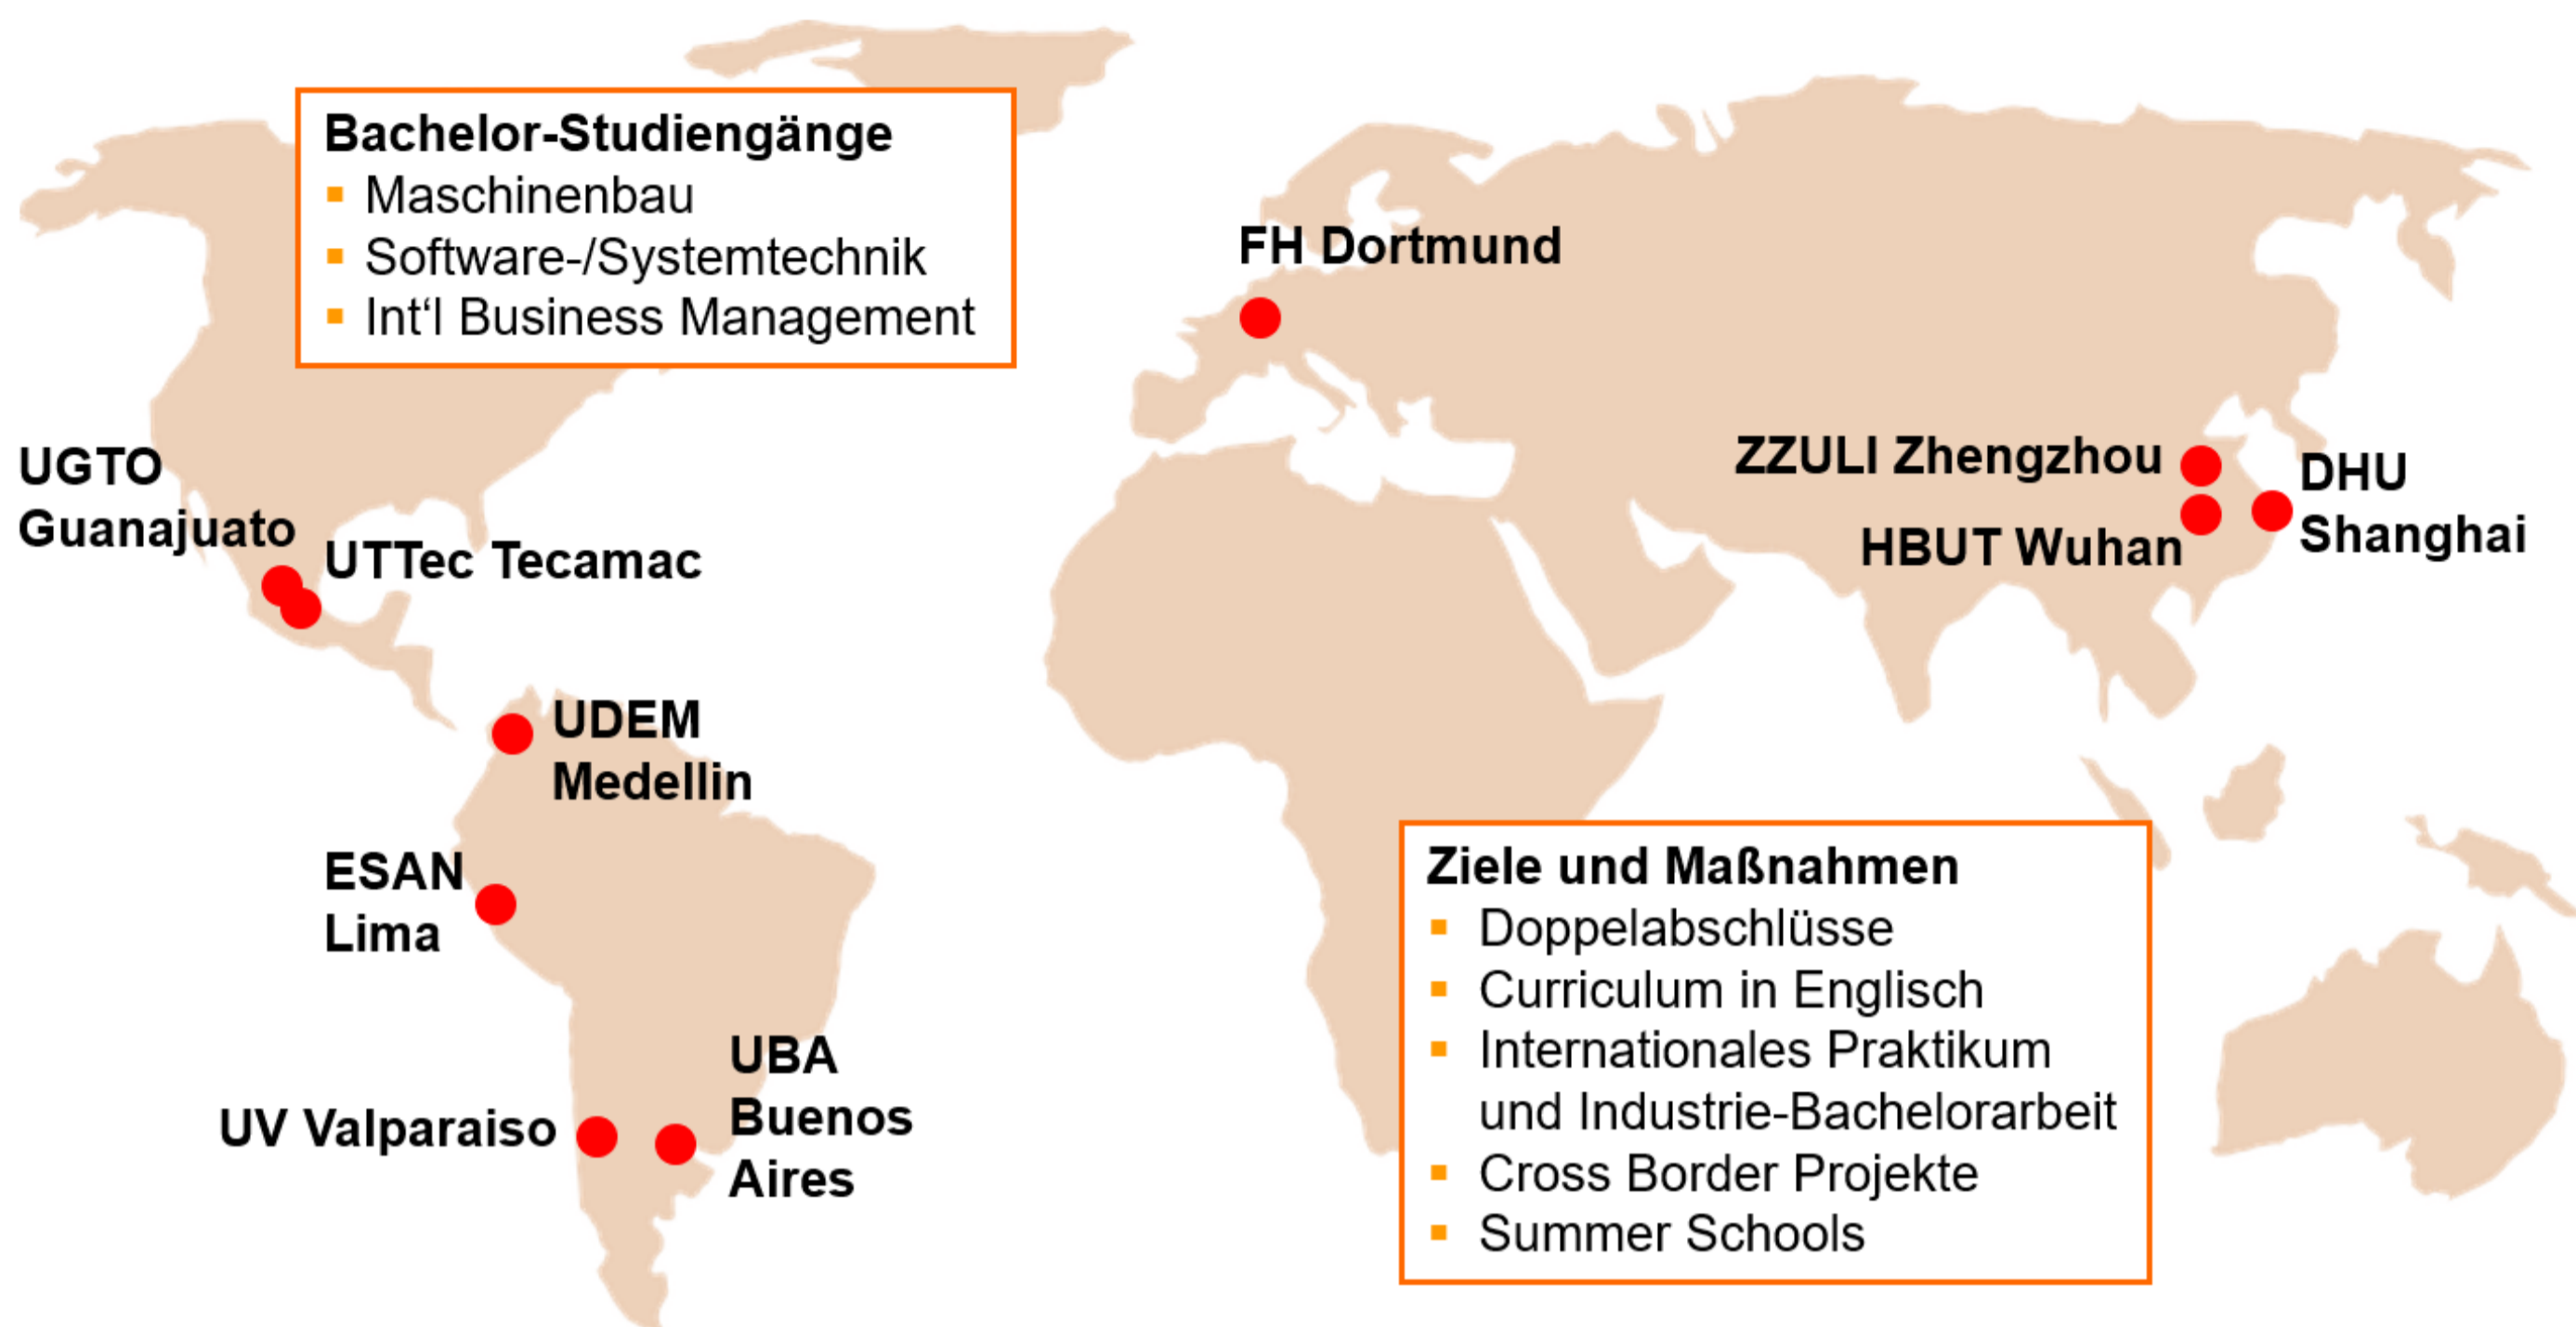 Bachelor-Studiengänge
Maschinenbau
Software-/Systemtechnik
Int‘l Business Management
FH Dortmund
UGTO
Guanajuato
UTTec Tecamac
ZZULI Zhengzhou
HBUT Wuhan
DHU
Shanghai
UDEM
Medellin
ESAN
Lima
UV Valparaiso
UBA
Buenos
Aires
Ziele und Maßnahmen
Doppelabschlüsse
Curriculum in Englisch
Internationales Praktikum
und Industrie-Bachelorarbeit
Cross Border Projekte
Summer Schools